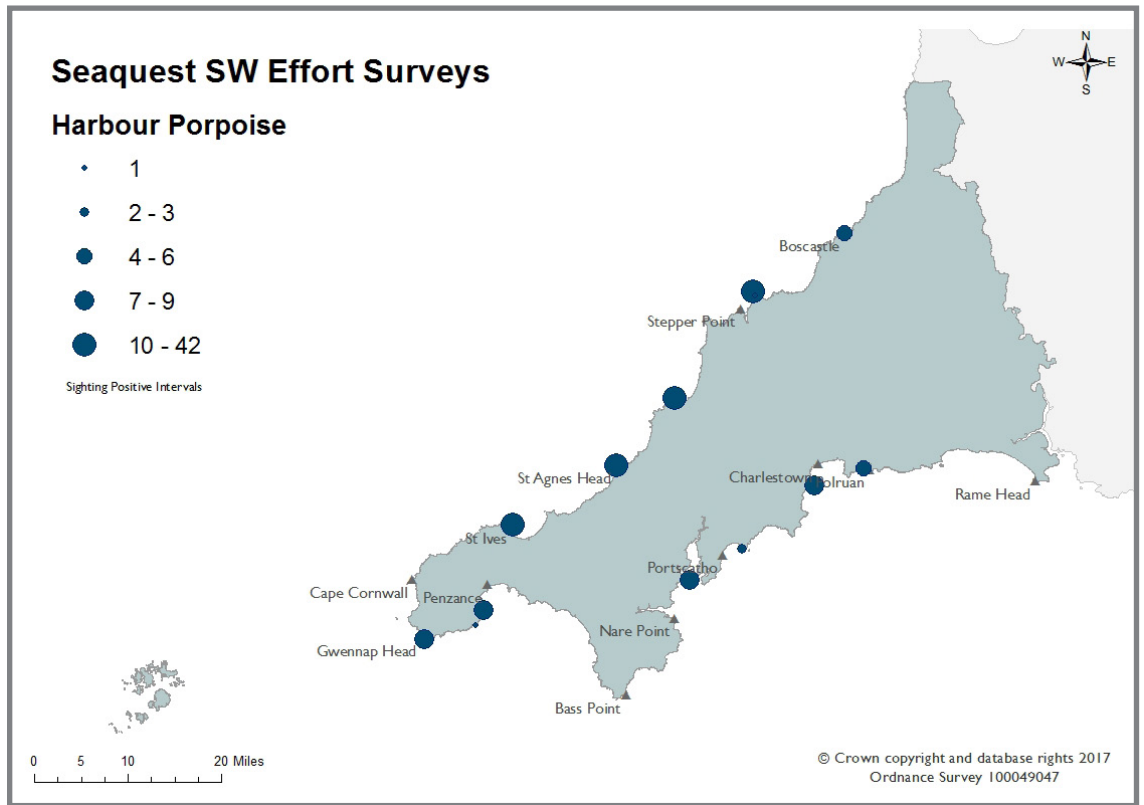 Seaquest SW Effort Surveys
Harbour Porpoise
1
2 - 3
4 - 6
7 - 9
10 - 42
Sighting Positive Intervals
N
W E
S
Boscastle
Stepper Point
St Agnes Head
Charlestown
Polruan
Rame Head
St Ives
Portscatho
Cape Cornwall
Penzance
Nare Point
Gwennap Head
Bass Point
0 5 10 20 Miles
© Crown copyright and database rights 2017
Ordnance Survey 100049047